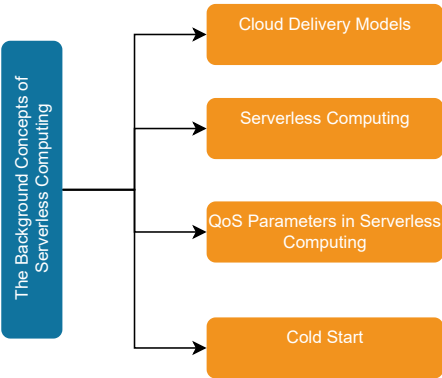 The Background Concepts of
Serverless Computing
Cloud Delivery Models
Serverless Computing
QoS Parameters in Serverless
Computing
Cold Start